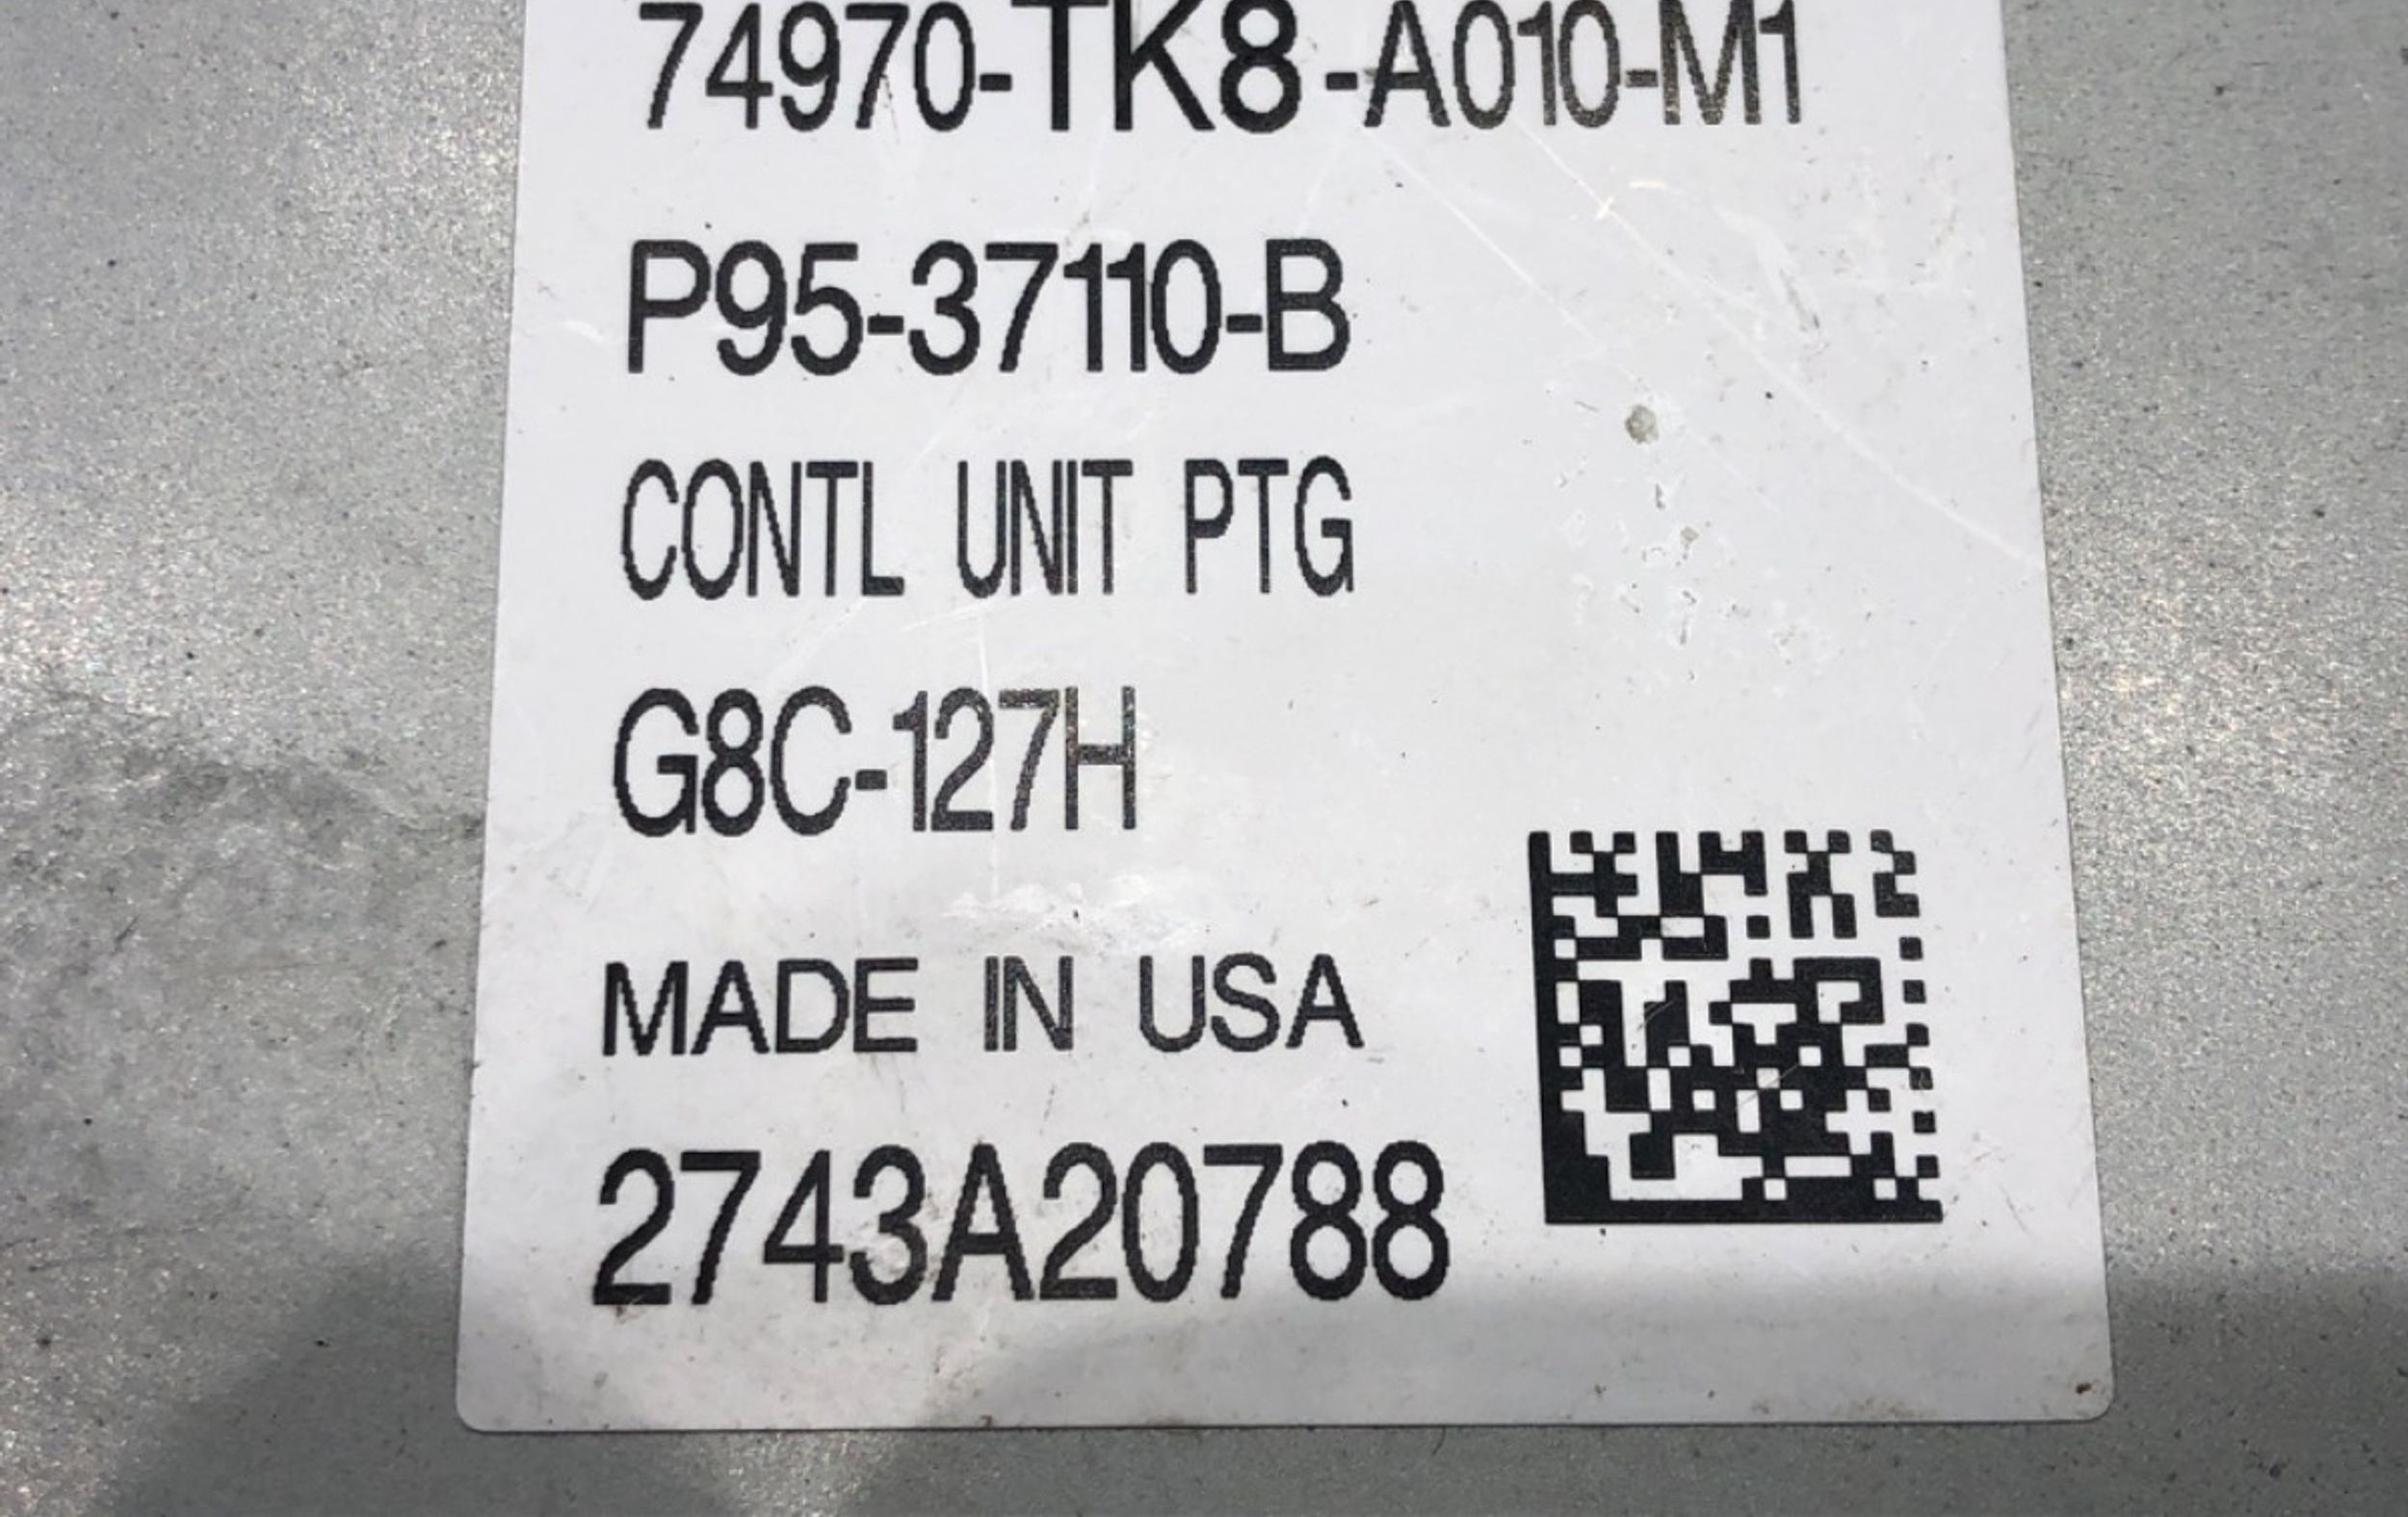 74970-TK8-A010-M1
P95-37110-B
CONTL UNIT PTG
G8C-127H
MADE IN USA
2743A20788